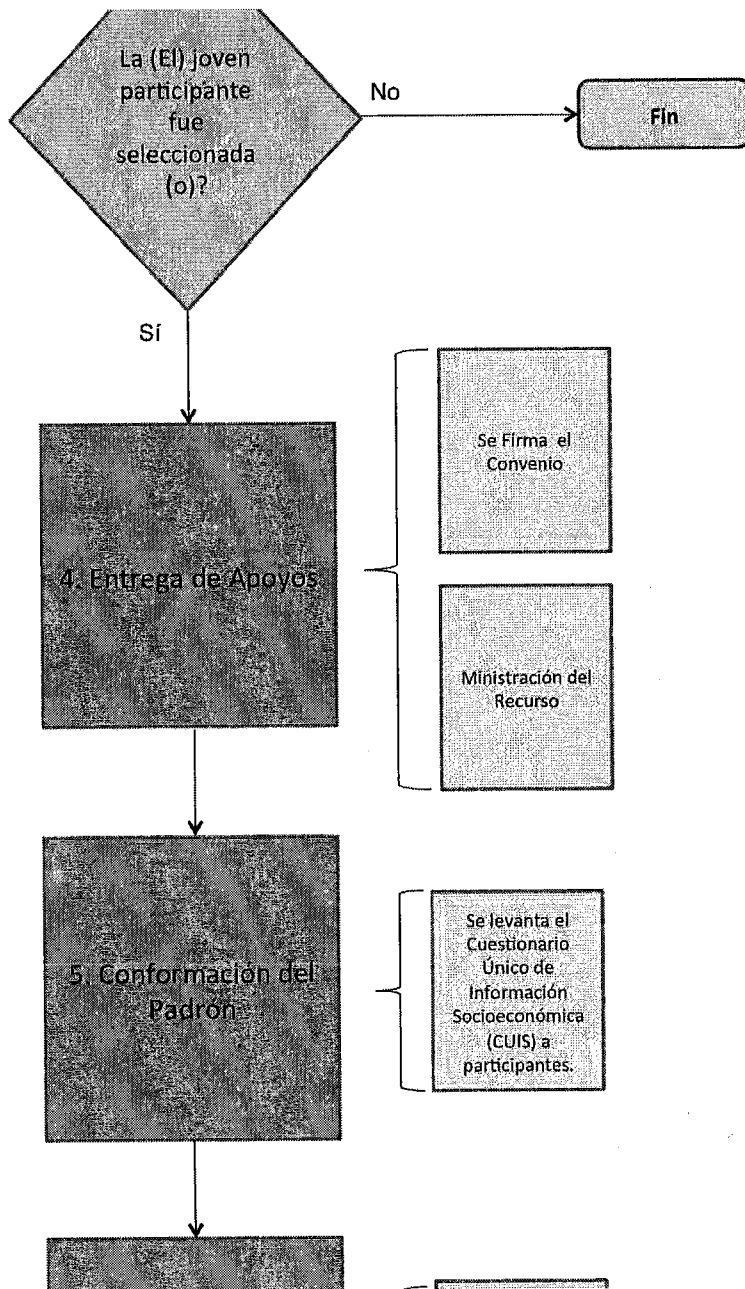 La (El) joven
participante
fue
seleccionada
(o)?
No
Fin
Sí
4. Entrega de Apoyos
Se Firma el
Convenio
Ministración del
Recurso
5. Conformación del
Padrón
Se levanta el
Cuestionario
Único de
Información
Socioeconómica
(CUIS) a
participantes.